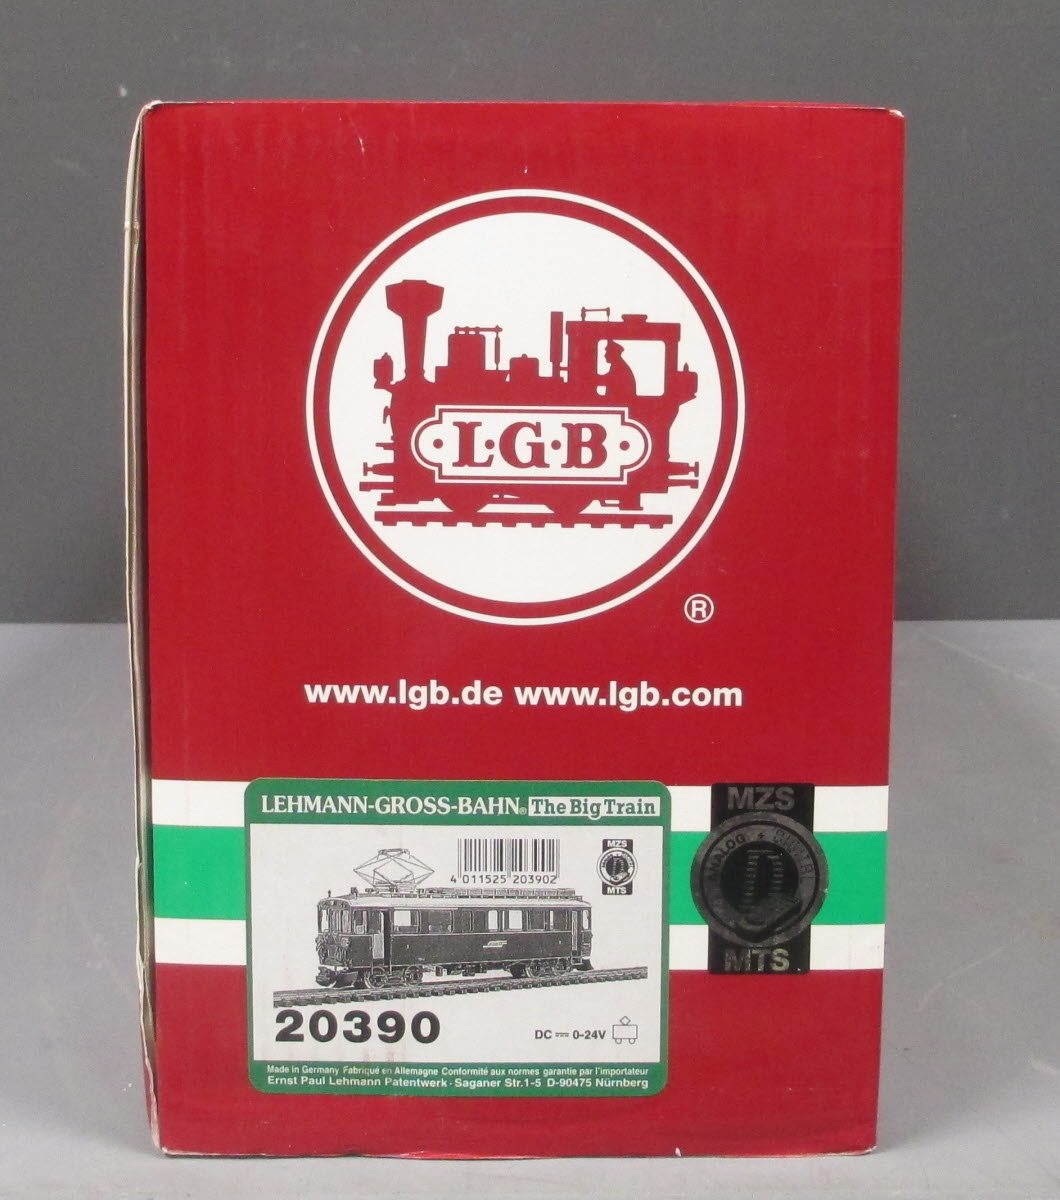 L·G·B
®
www.lgb.de www.lgb.com
LEHMANN-GROSS-BAHN® The Big Train
MZS
ANALOG + DIGITAL
MTS
4 011525 203902
MZS
MTS
20390
DC 0-24V
Made in Germany Fabriqué en Allemagne Conformité aux normes garantie par l'importateur
Ernst Paul Lehmann Patentwerk · Saganer Str.1-5 D-90475 Nürnberg